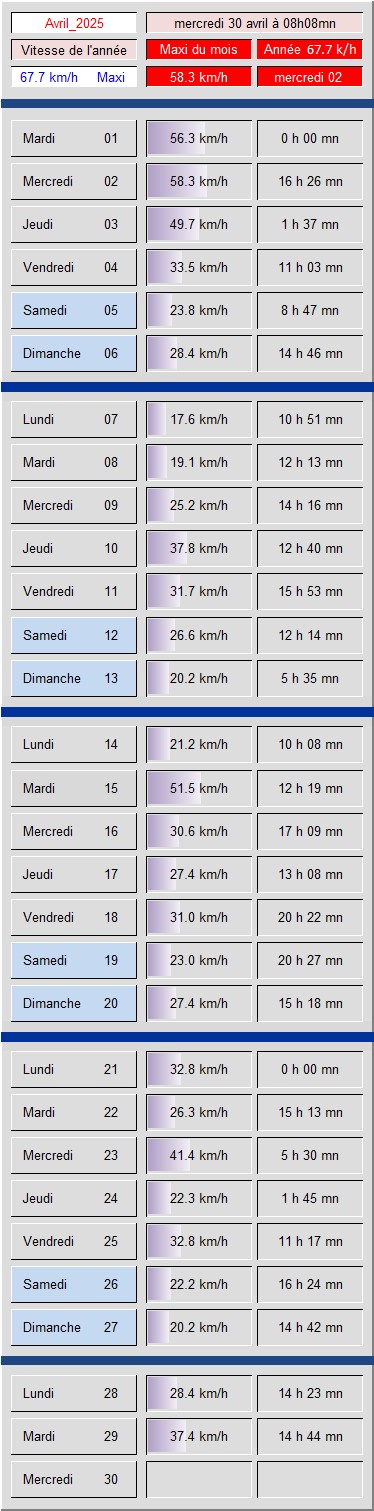 Avril_2025 mercredi 30 avril à 08h08mn
Vitesse de l'année Maxi du mois Année 67.7 k/h
67.7 km/h Maxi 58.3 km/h mercredi 02
Mardi 01 56.3 km/h 0 h 00 mn
Mercredi 02 58.3 km/h 16 h 26 mn
Jeudi 03 49.7 km/h 1 h 37 mn
Vendredi 04 33.5 km/h 11 h 03 mn
Samedi 05 23.8 km/h 8 h 47 mn
Dimanche 06 28.4 km/h 14 h 46 mn
Lundi 07 17.6 km/h 10 h 51 mn
Mardi 08 19.1 km/h 12 h 13 mn
Mercredi 09 25.2 km/h 14 h 16 mn
Jeudi 10 37.8 km/h 12 h 40 mn
Vendredi 11 31.7 km/h 15 h 53 mn
Samedi 12 26.6 km/h 12 h 14 mn
Dimanche 13 20.2 km/h 5 h 35 mn
Lundi 14 21.2 km/h 10 h 08 mn
Mardi 15 51.5 km/h 12 h 19 mn
Mercredi 16 30.6 km/h 17 h 09 mn
Jeudi 17 27.4 km/h 13 h 08 mn
Vendredi 18 31.0 km/h 20 h 22 mn
Samedi 19 23.0 km/h 20 h 27 mn
Dimanche 20 27.4 km/h 15 h 18 mn
Lundi 21 32.8 km/h 0 h 00 mn
Mardi 22 26.3 km/h 15 h 13 mn
Mercredi 23 41.4 km/h 5 h 30 mn
Jeudi 24 22.3 km/h 1 h 45 mn
Vendredi 25 32.8 km/h 11 h 17 mn
Samedi 26 22.2 km/h 16 h 24 mn
Dimanche 27 20.2 km/h 14 h 42 mn
Lundi 28 28.4 km/h 14 h 23 mn
Mardi 29 37.4 km/h 14 h 44 mn
Mercredi 30